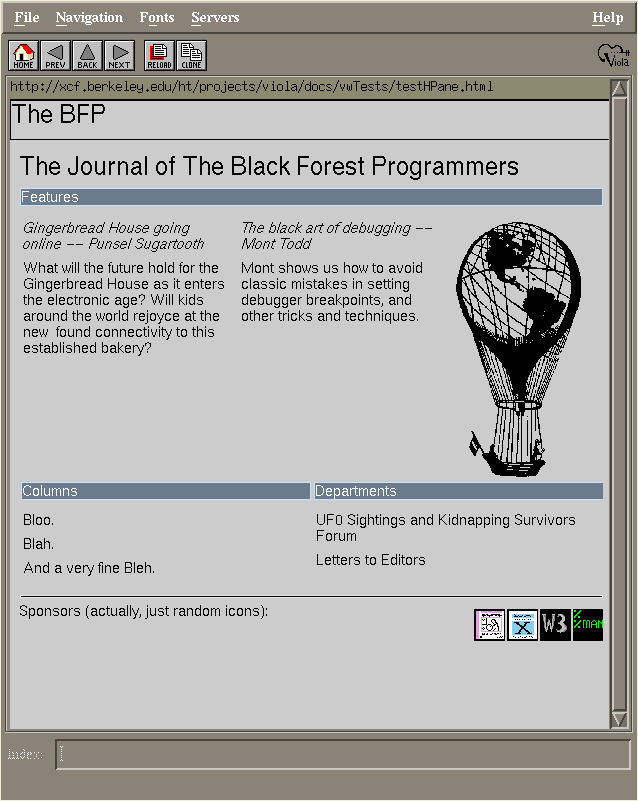 File Navigation Fonts Servers Help
HOME PREV BACK NEXT RELOAD CLONE Viola
http://xcf.berkeley.edu/ht/projects/viola/docs/vwTests/testHPane.html
The BFP
The Journal of The Black Forest Programmers
Features
Gingerbread House going
online -- Punsel Sugartooth
What will the future hold for the
Gingerbread House as it enters
the electronic age? Will kids
around the world rejoyce at the
new found connectivity to this
established bakery?
The black art of debugging --
Mont Todd
Mont shows us how to avoid
classic mistakes in setting
debugger breakpoints, and
other tricks and techniques.
Columns
Bloo.
Blah.
And a very fine Bleh.
Departments
UFO Sightings and Kidnapping Survivors
Forum
Letters to Editors
Sponsors (actually, just random icons):
X W3 MAN
Index: